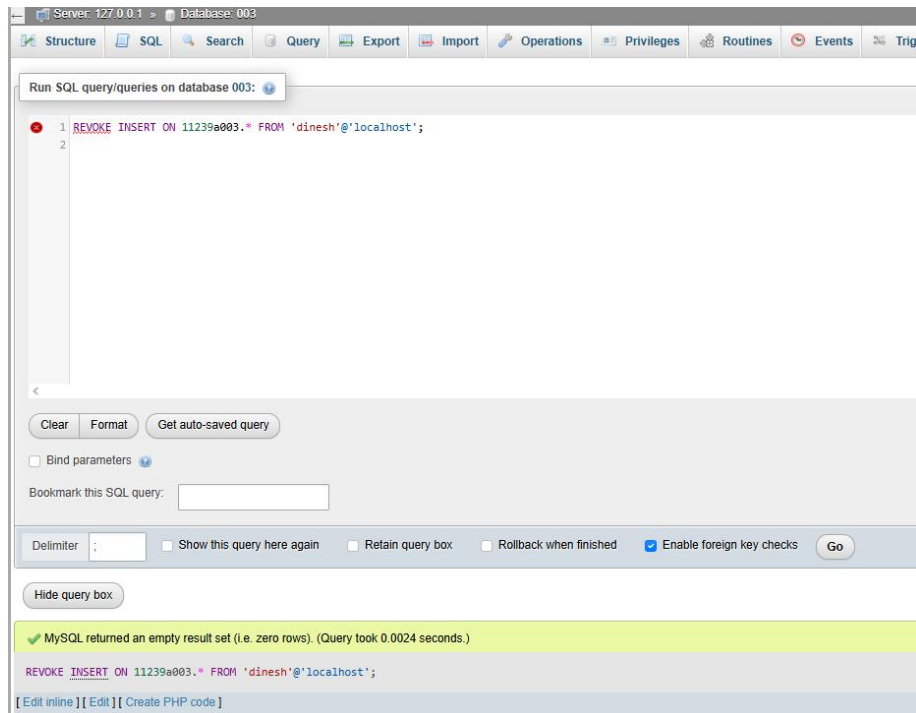 Server: 127.0.0.1 » Database: 003
Structure SQL Search Query Export Import Operations Privileges Routines Events Trig
Run SQL query/queries on database 003:
1 REVOKE INSERT ON 11239a003.* FROM 'dinesh'@'localhost';
2
Clear Format Get auto-saved query
Bind parameters
Bookmark this SQL query:
Delimiter ; Show this query here again Retain query box Rollback when finished Enable foreign key checks Go
Hide query box
MySQL returned an empty result set (i.e. zero rows). (Query took 0.0024 seconds.)
REVOKE INSERT ON 11239a003.* FROM 'dinesh'@'localhost';
[ Edit inline ] [ Edit ] [ Create PHP code ]